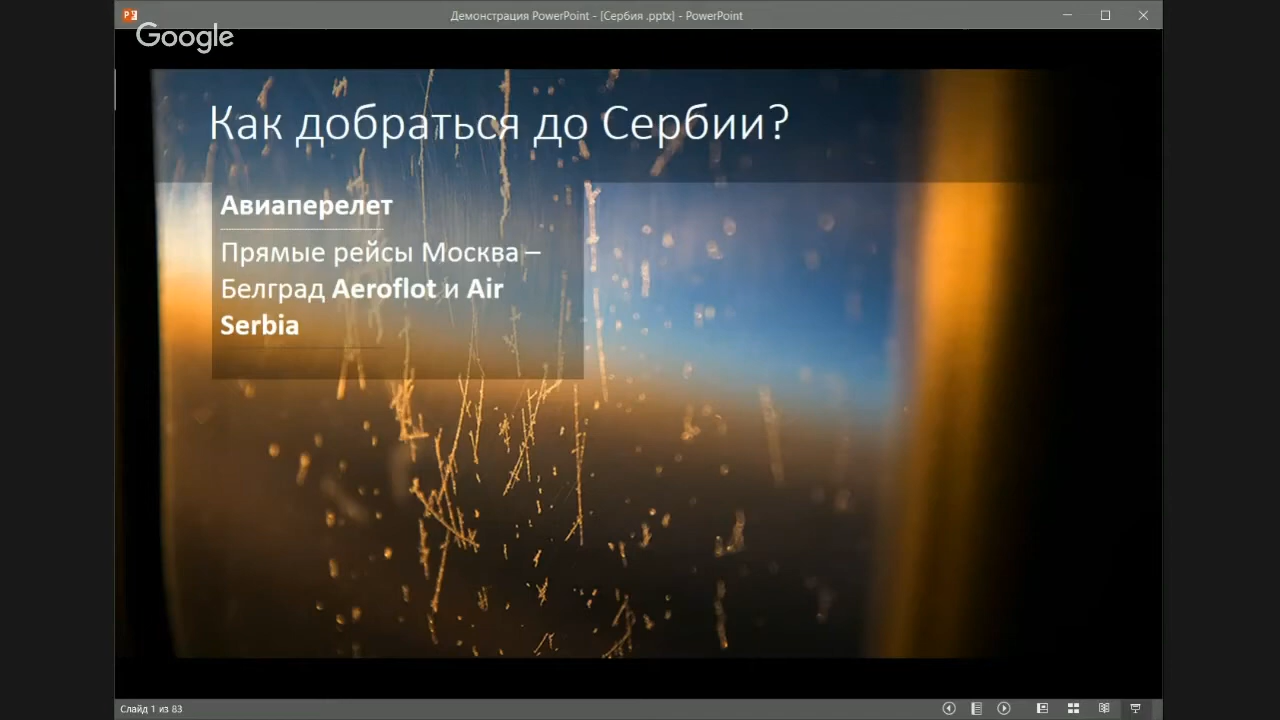 Демонстрация PowerPoint - [Сербия .pptx] - PowerPoint
Google
Как добраться до Сербии?
Авиаперелет
Прямые рейсы Москва –
Белград Aeroflot и Air
Serbia
Слайд 1 из 83